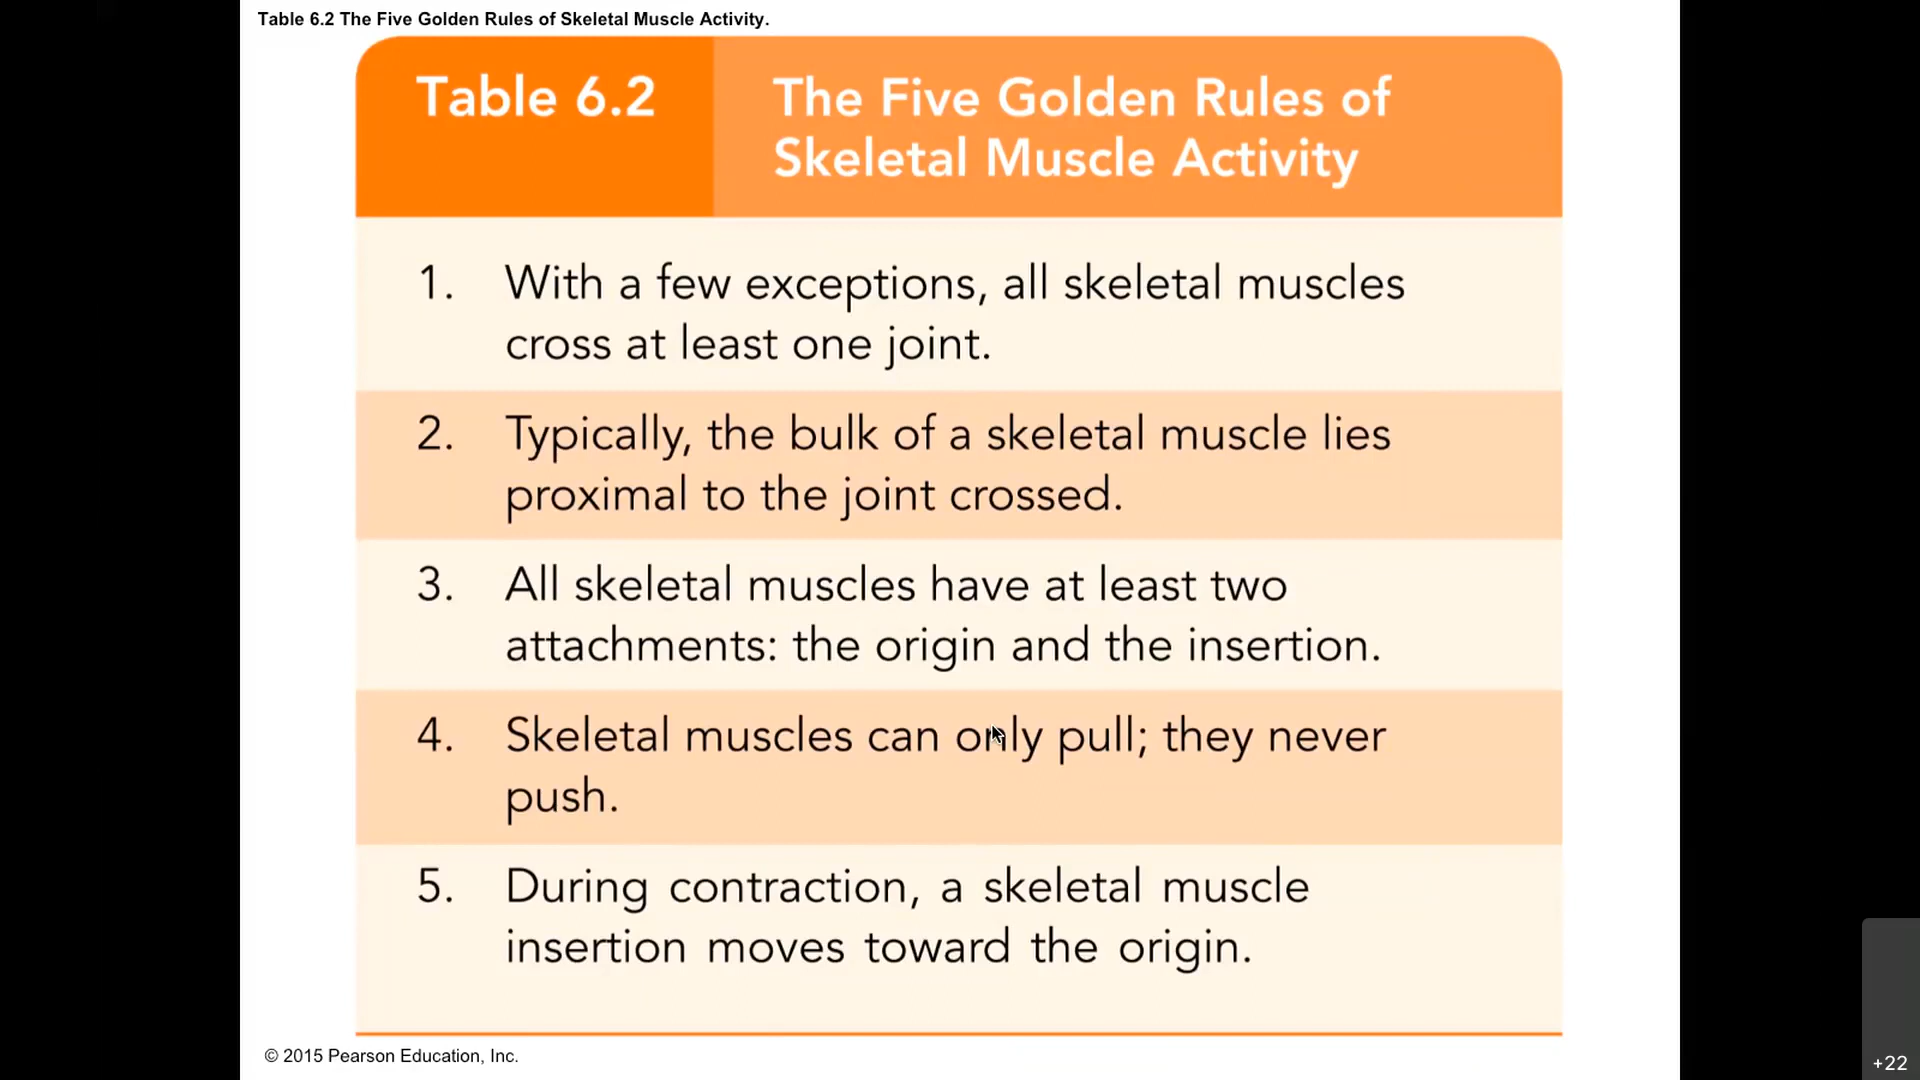 Table 6.2 The Five Golden Rules of Skeletal Muscle Activity.
Table 6.2
The Five Golden Rules of
Skeletal Muscle Activity
1. With a few exceptions, all skeletal muscles
cross at least one joint.
2. Typically, the bulk of a skeletal muscle lies
proximal to the joint crossed.
3. All skeletal muscles have at least two
attachments: the origin and the insertion.
4. Skeletal muscles can only pull; they never
push.
5. During contraction, a skeletal muscle
insertion moves toward the origin.
© 2015 Pearson Education, Inc.
+22